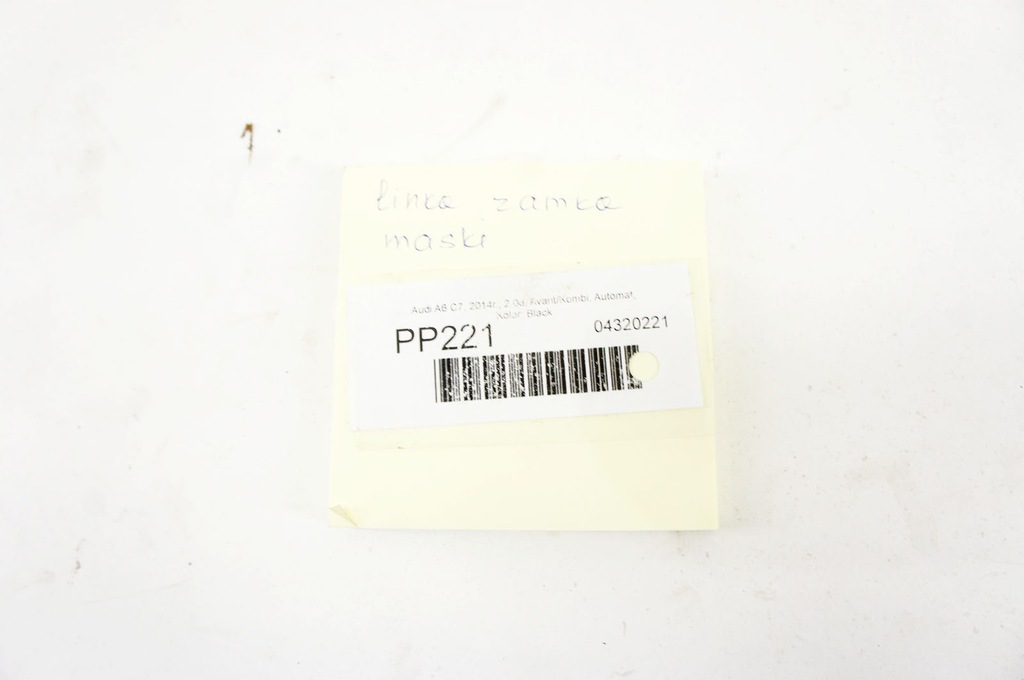 linka zamka
maski
Audi A6 C7, 2014r., 2.0d, Avant/Kombi, Automat,
Kolor: Black
PP221
04320221